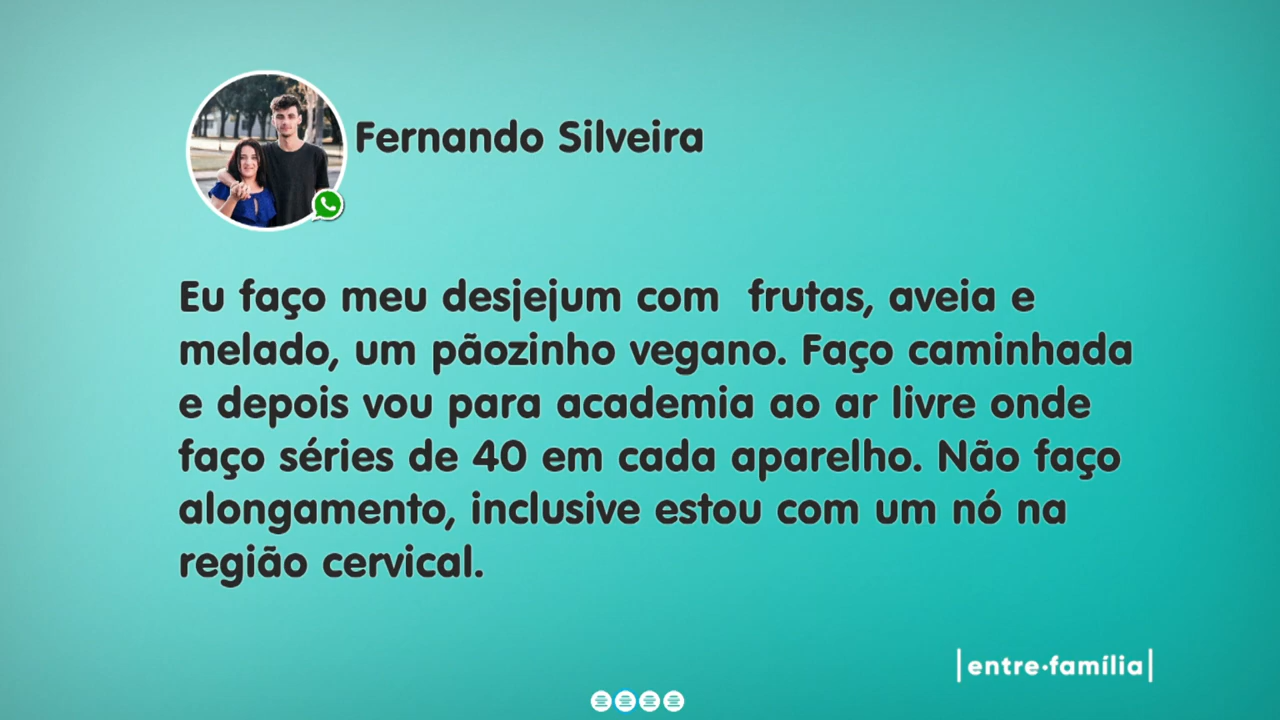 Fernando Silveira
Eu faço meu desjejum com  frutas, aveia e
melado, um pãozinho vegano. Faço caminhada
e depois vou para academia ao ar livre onde
faço séries de 40 em cada aparelho. Não faço
alongamento, inclusive estou com um nó na
região cervical.
|entre·família|